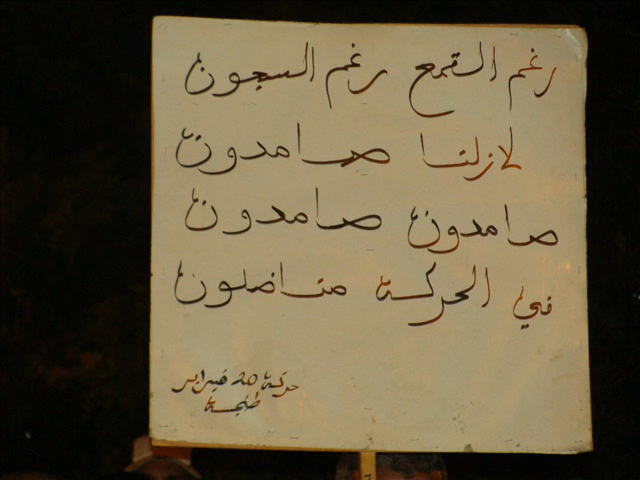 رغم القمع رغم السجون
لازلنا صامدون
صامدون صامدون
في الحركة مناضلون
حركة 20 فبراير
طنجة